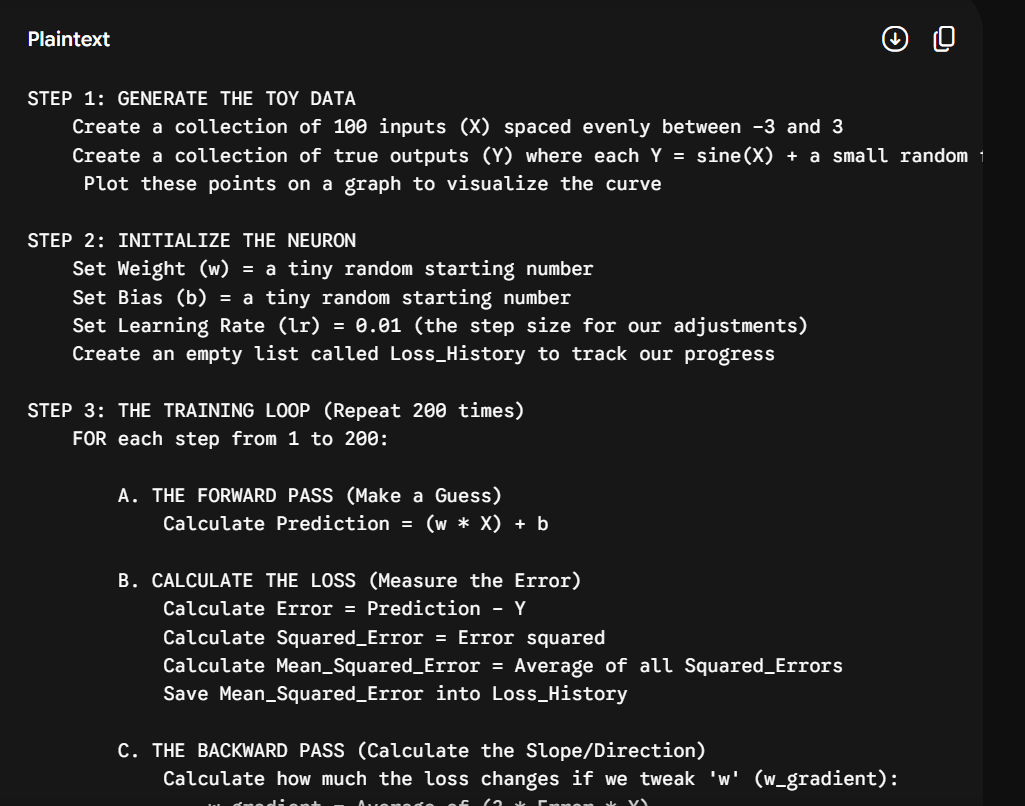 Plaintext
STEP 1: GENERATE THE TOY DATA
Create a collection of 100 inputs (X) spaced evenly between -3 and 3
Create a collection of true outputs (Y) where each Y = sine(X) + a small random
Plot these points on a graph to visualize the curve
STEP 2: INITIALIZE THE NEURON
Set Weight (w) = a tiny random starting number
Set Bias (b) = a tiny random starting number
Set Learning Rate (lr) = 0.01 (the step size for our adjustments)
Create an empty list called Loss_History to track our progress
STEP 3: THE TRAINING LOOP (Repeat 200 times)
FOR each step from 1 to 200:
A. THE FORWARD PASS (Make a Guess)
Calculate Prediction = (w * X) + b
B. CALCULATE THE LOSS (Measure the Error)
Calculate Error = Prediction - Y
Calculate Squared_Error = Error squared
Calculate Mean_Squared_Error = Average of all Squared_Errors
Save Mean_Squared_Error into Loss_History
C. THE BACKWARD PASS (Calculate the Slope/Direction)
Calculate how much the loss changes if we tweak 'w' (w_gradient):
w_gradient = Average of (2 * Error * X)